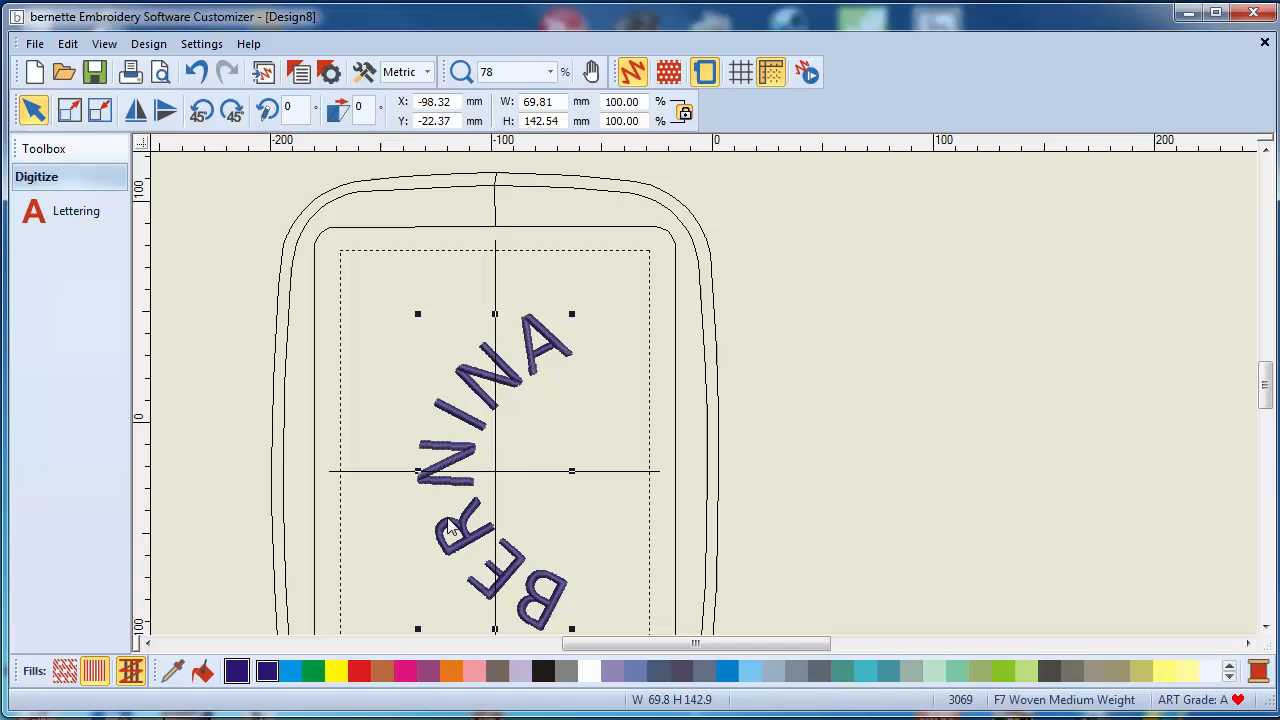 b bernette Embroidery Software Customizer - [Design8]
File Edit View Design Settings Help
Metric 78 %
45° 45° 0 ° 0 ° X: -98.32 mm W: 69.81 mm 100.00 %
Y: -22.37 mm H: 142.54 mm 100.00 %
Toolbox
Digitize
A Lettering
-200 -100 0 100 200
100
0
100
BERNINA
Fills:
W 69.8 H 142.9 3069 F7 Woven Medium Weight ART Grade: A